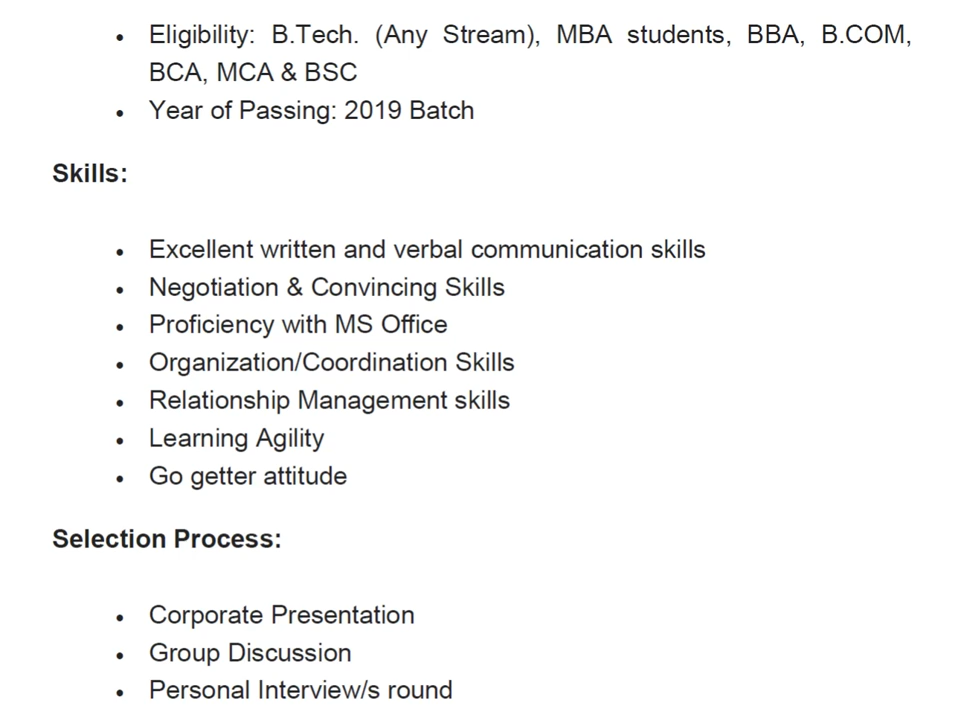 • Eligibility: B.Tech. (Any Stream), MBA students, BBA, B.COM,
BCA, MCA & BSC
• Year of Passing: 2019 Batch
Skills:
• Excellent written and verbal communication skills
• Negotiation & Convincing Skills
• Proficiency with MS Office
• Organization/Coordination Skills
• Relationship Management skills
• Learning Agility
• Go getter attitude
Selection Process:
• Corporate Presentation
• Group Discussion
• Personal Interview/s round